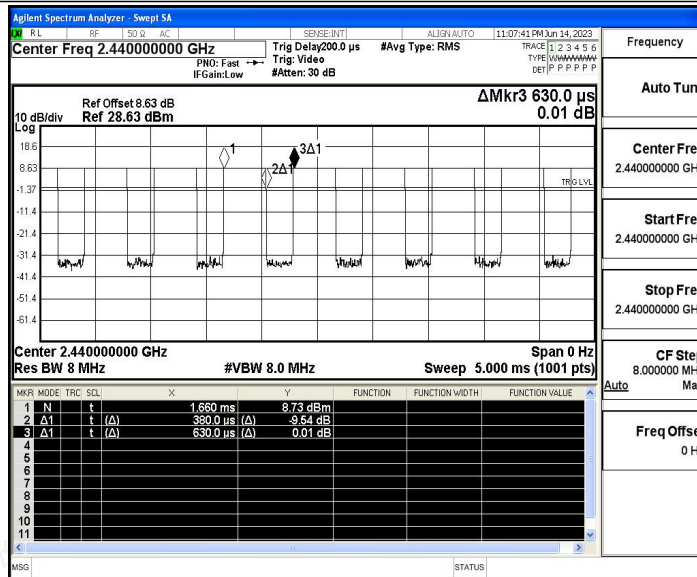 Agilent Spectrum Analyzer - Swept SA
LXI RL RF 50 Ω AC SENSE:INT ALIGN AUTO 11:07:41 PM Jun 14, 2023
Center Freq 2.440000000 GHz
PNO: Fast
IFGain:Low
Trig Delay200.0 µs
Trig: Video
#Atten: 30 dB
#Avg Type: RMS
TRACE 1 2 3 4 5 6
TYPE WWWWWW
DET P P P P P P
Frequency
Ref Offset 8.63 dB
10 dB/div Ref 28.63 dBm
Log
ΔMkr3 630.0 µs
0.01 dB
1
3Δ1
2Δ1
TRIG LVL
18.6
8.63
-1.37
-11.4
-21.4
-31.4
-41.4
-51.4
-61.4
Auto Tun
Center Fre
2.440000000 GH
Start Fre
2.440000000 GH
Stop Fre
2.440000000 GH
CF Ste
8.000000 MH
Auto Ma
Freq Offse
0 H
Center 2.440000000 GHz Span 0 Hz
Res BW 8 MHz #VBW 8.0 MHz Sweep 5.000 ms (1001 pts)
MKR MODE TRC SCL X Y FUNCTION FUNCTION WIDTH FUNCTION VALUE
1 N t 1.660 ms 8.73 dBm
2 Δ1 t (Δ) 380.0 µs (Δ) -9.54 dB
3 Δ1 t (Δ) 630.0 µs (Δ) 0.01 dB
4
5
6
7
8
9
10
11
MSG STATUS